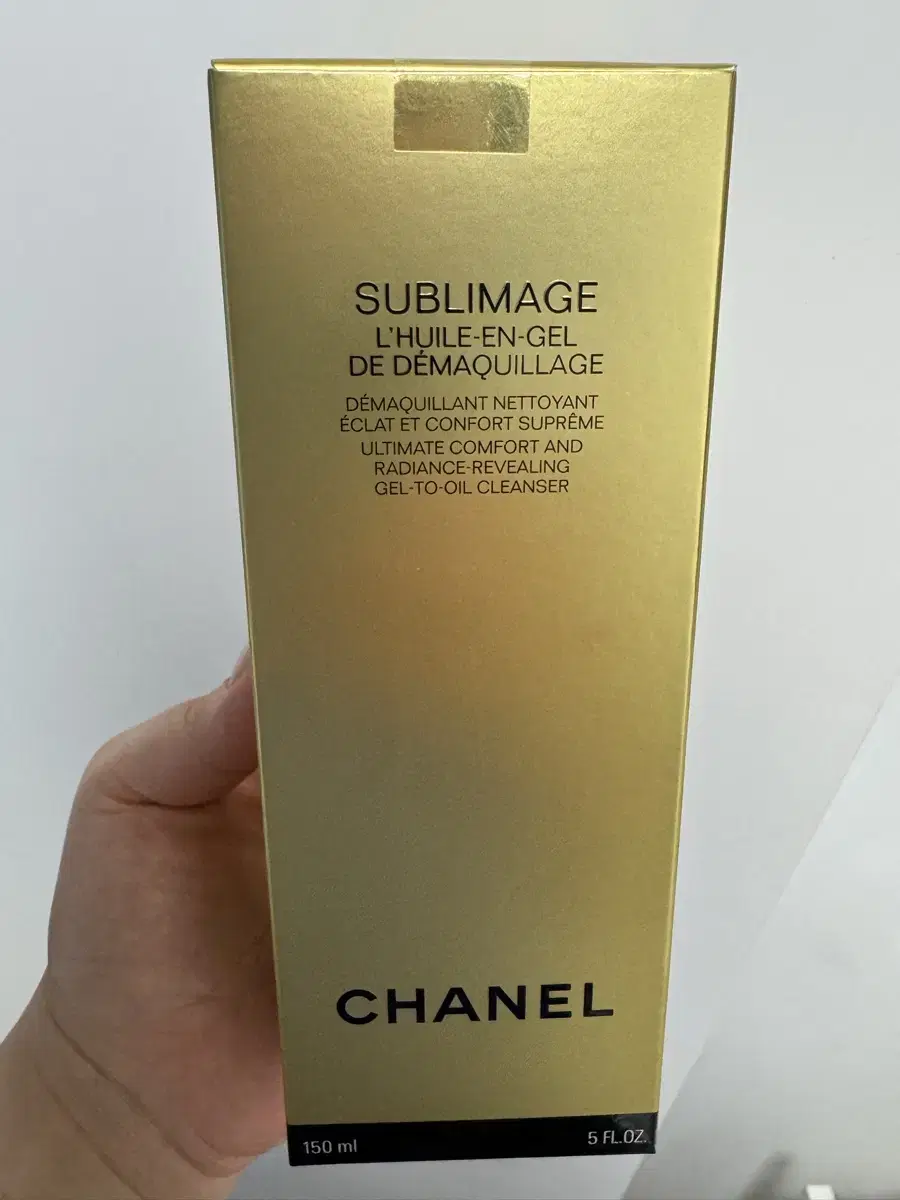 SUBLIMAGE
L'HUILE-EN-GEL
DE DÉMAQUILLAGE
DÉMAQUILLANT NETTOYANT
ÉCLAT ET CONFORT SUPRÊME
ULTIMATE COMFORT AND
RADIANCE-REVEALING
GEL-TO-OIL CLEANSER
CHANEL
150 ml 5 FL.OZ.